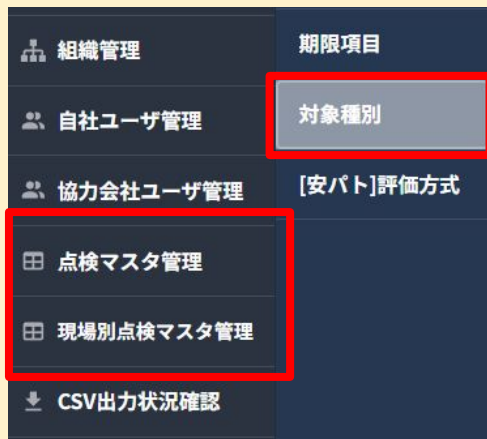 組織管理
自社ユーザ管理
協力会社ユーザ管理
点検マスタ管理
現場別点検マスタ管理
CSV出力状況確認
期限項目
対象種別
[安パト]評価方式